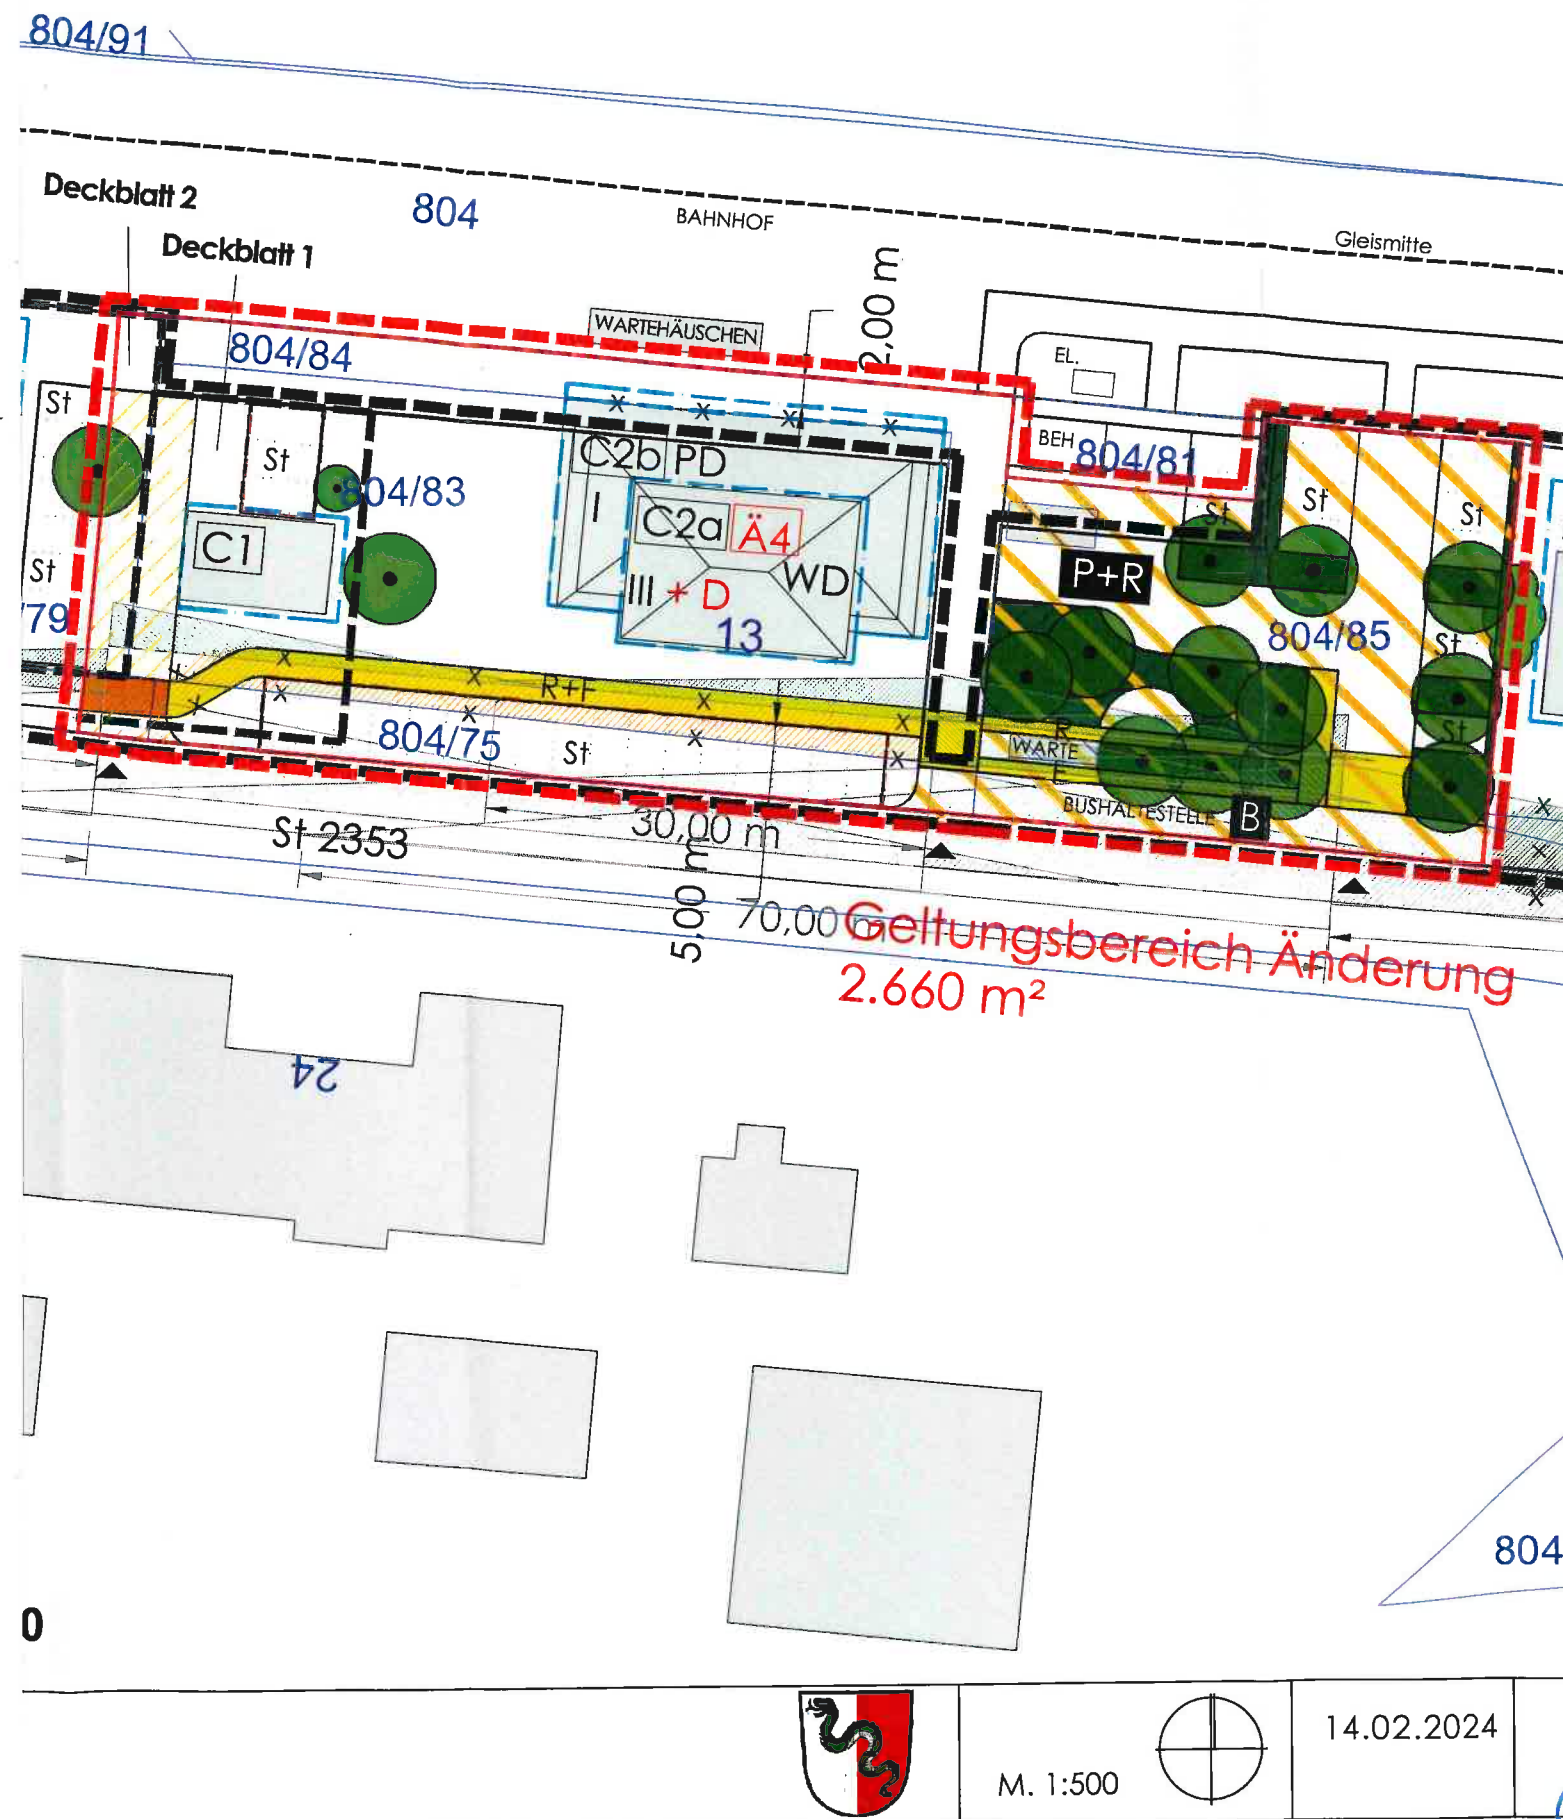 804/91
Deckblatt 2
804
BAHNHOF
Gleismitte
Deckblatt 1
2,00 m
WARTEHÄUSCHEN
804/84
EL.
St
BEH
804/81
C2b PD
St
804/83
St
St
St
I
C2a
Ä4
C1
St
P+R
WD
III + D
/79
13
804/85
St
R+F
St
R
WARTE
804/75
St
BUSHALTESTELLE
B
30,00 m
St 2353
5,00 m
70,00 m
Geltungsbereich Änderung
2.660 m²
24
804
0
14.02.2024
M. 1:500